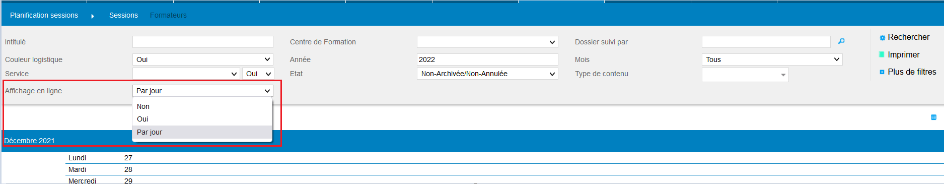 Planification sessions Sessions Formateurs
Intitulé Centre de Formation Dossier suivi par Rechercher
Couleur logistique Oui Année 2022 Mois Tous Imprimer
Service Oui Etat Non-Archivée/Non-Annulée Type de contenu Plus de filtres
Affichage en ligne Par jour
Non
Oui
Par jour
Décembre 2021
Lundi 27
Mardi 28
Mercredi 29